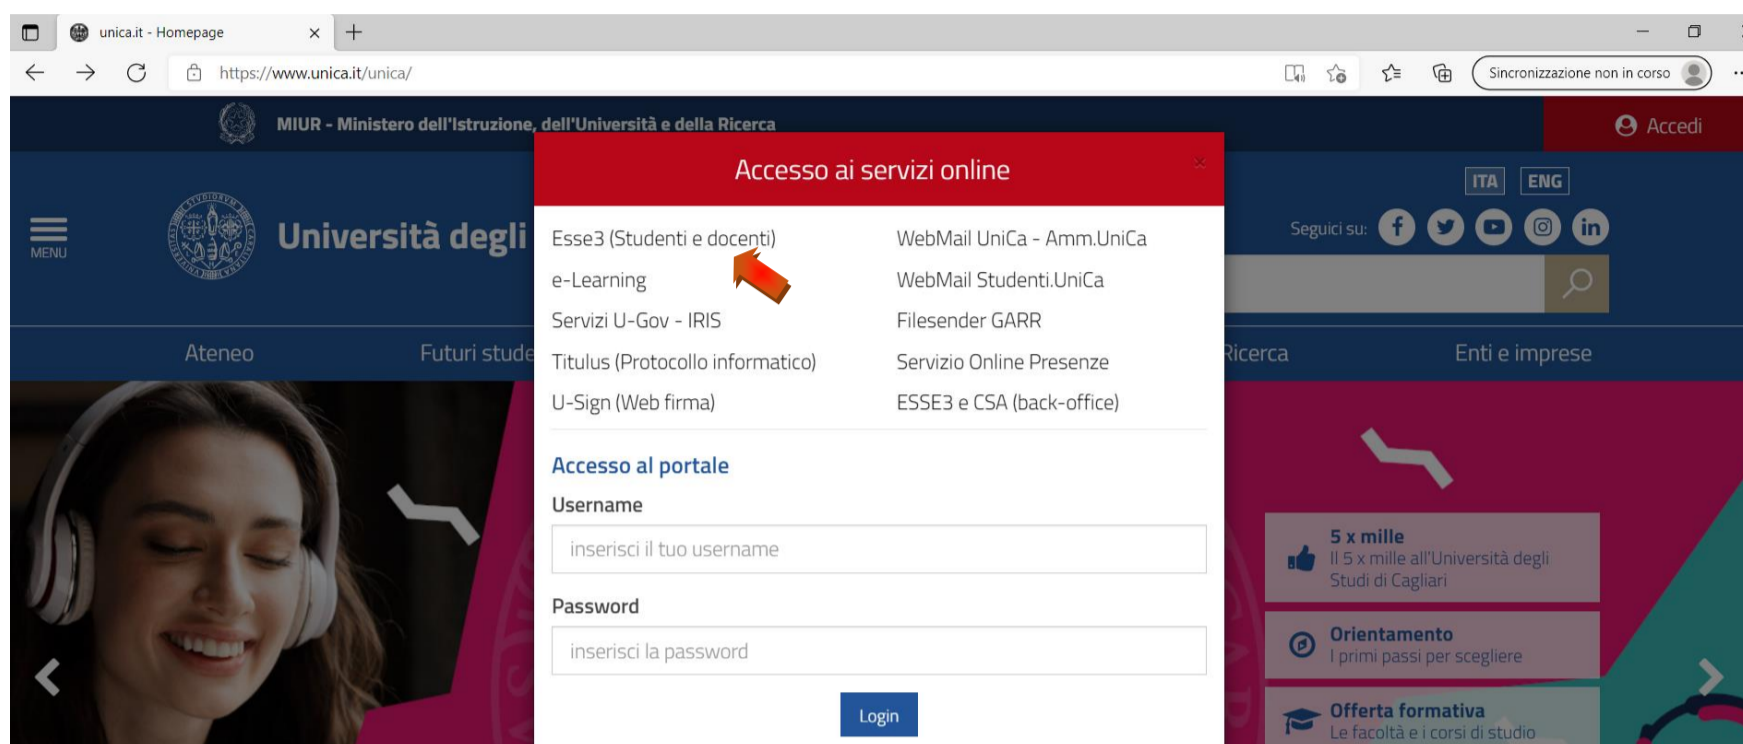 unica.it - Homepage
https://www.unica.it/unica/
Sincronizzazione non in corso
MIUR - Ministero dell'Istruzione, dell'Università e della Ricerca
Accedi
Accesso ai servizi online
×
ITA ENG
MENU
Università degli
Seguici su:
Esse3 (Studenti e docenti)
WebMail UniCa - Amm.UniCa
e-Learning
WebMail Studenti.UniCa
Servizi U-Gov - IRIS
Filesender GARR
Titulus (Protocollo informatico)
Servizio Online Presenze
U-Sign (Web firma)
ESSE3 e CSA (back-office)
Ateneo
Futuri stude
Ricerca
Enti e imprese
Accesso al portale
Username
inserisci il tuo username
Password
inserisci la password
Login
5 x mille
Il 5 x mille all'Università degli
Studi di Cagliari
Orientamento
I primi passi per scegliere
Offerta formativa
Le facoltà e i corsi di studio